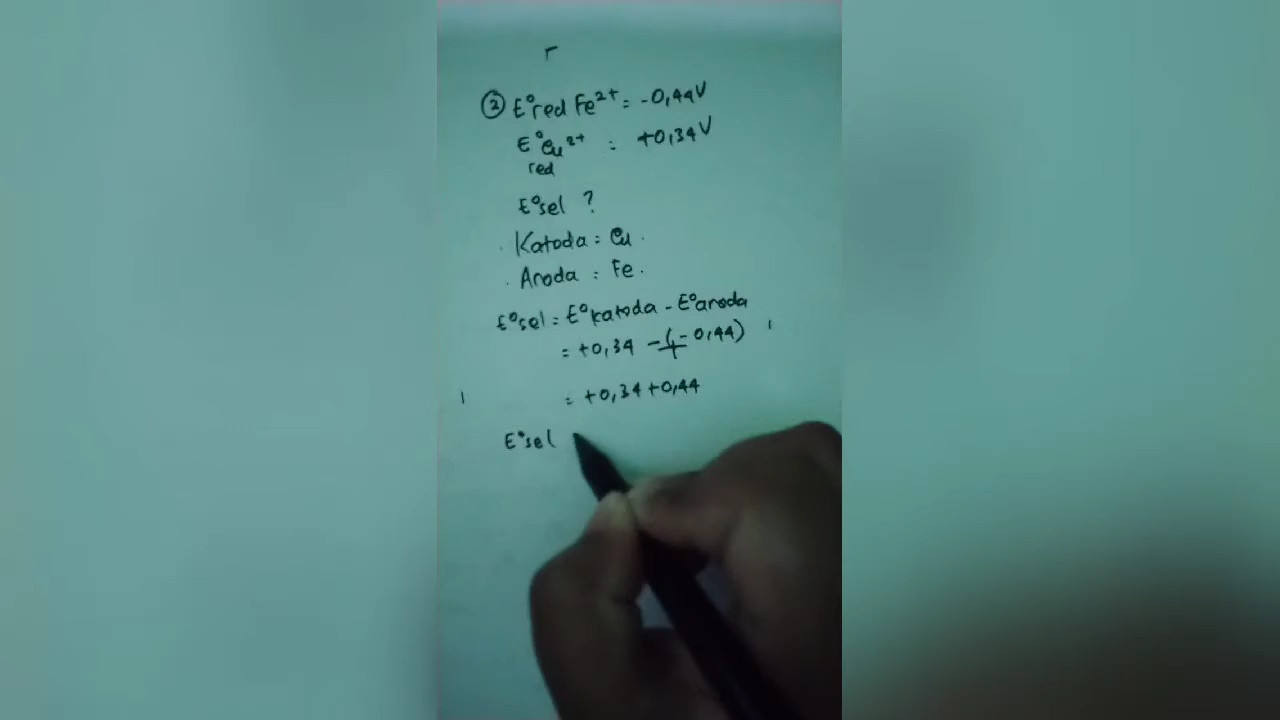 ② E°red Fe²⁺ = -0,44V
E° Cu²⁺ = +0,34V
red
E°sel ?
Katoda = Cu.
Anoda = Fe.
E°sel = E°katoda - E°anoda
= +0,34 - (-0,44)
= +0,34 + 0,44
E°sel